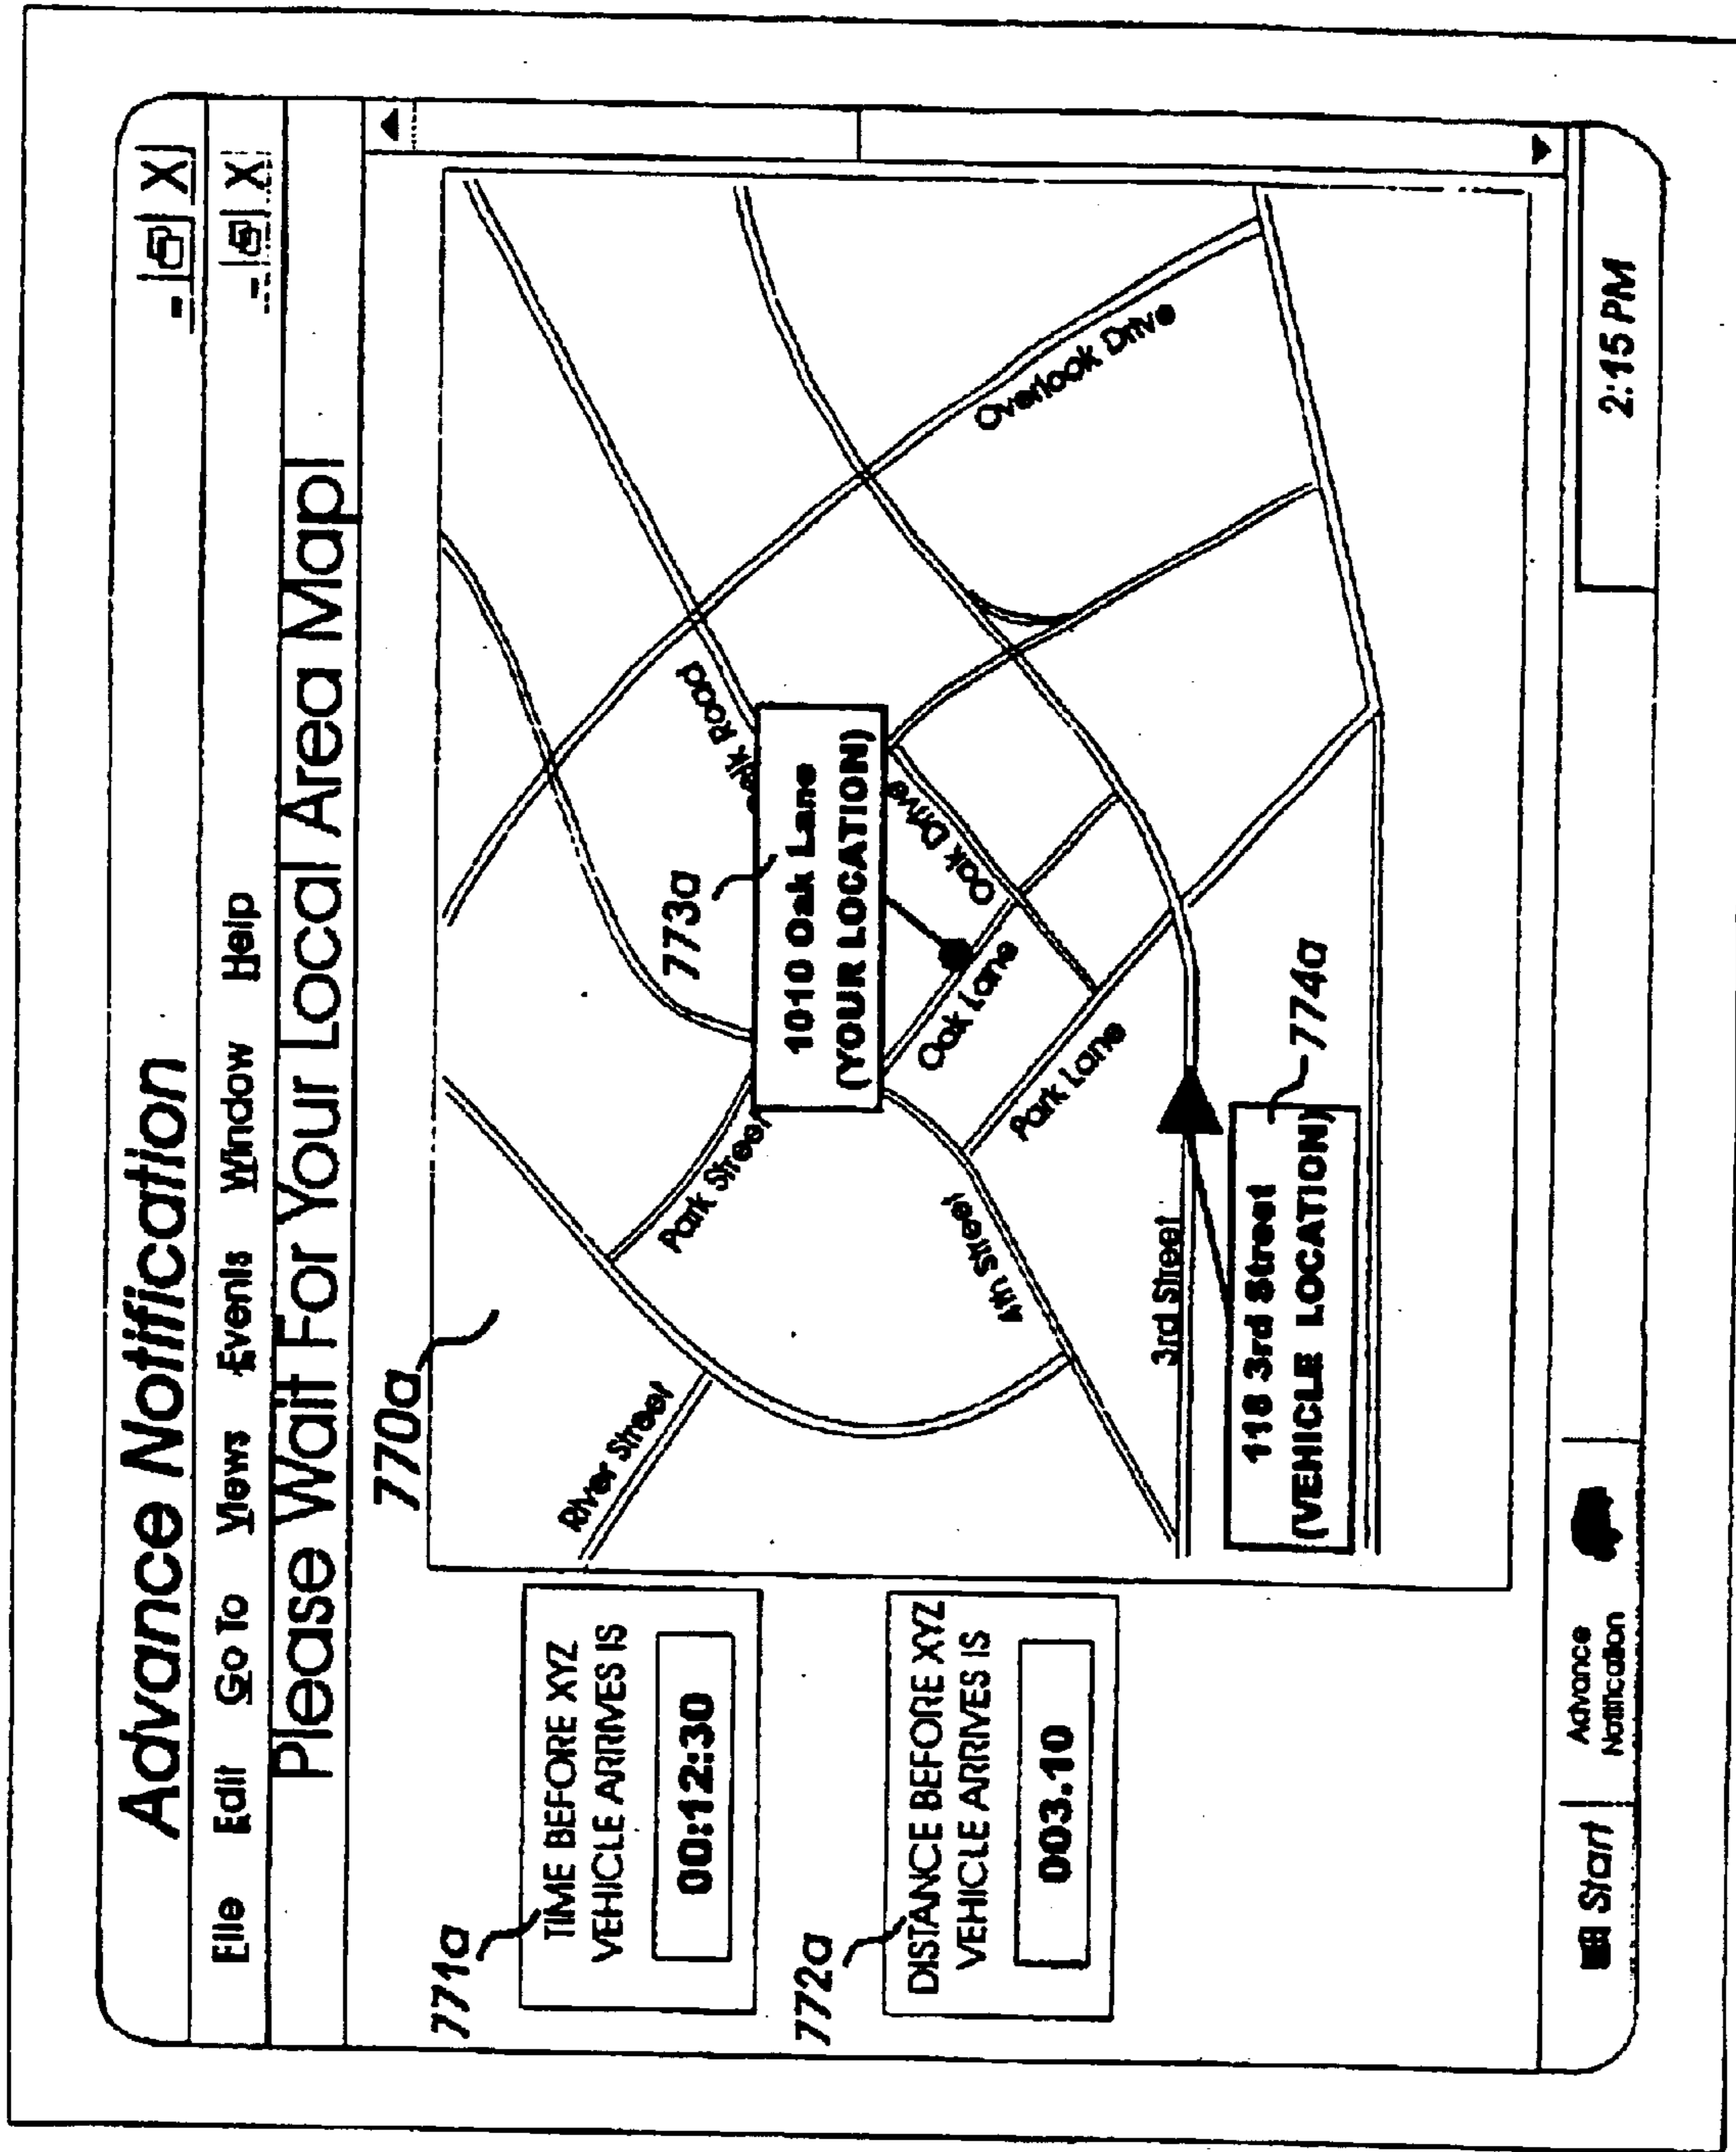 Advance Notification
File Edit Go To Views Events Window Help
Please Wait For Your Local Area Map!
770a
771a
TIME BEFORE XYZ
VEHICLE ARRIVES IS
00:12:30
772a
DISTANCE BEFORE XYZ
VEHICLE ARRIVES IS
003.10
River Street
Park Street
773a
1010 Oak Lane
(YOUR LOCATION)
Road
Oak Drive
Oak Lane
Park Lane
4th Street
3rd Street
Overlook Drive
118 3rd Street
(VEHICLE LOCATION)
774a
Start
Advance
Notification
2:15 PM